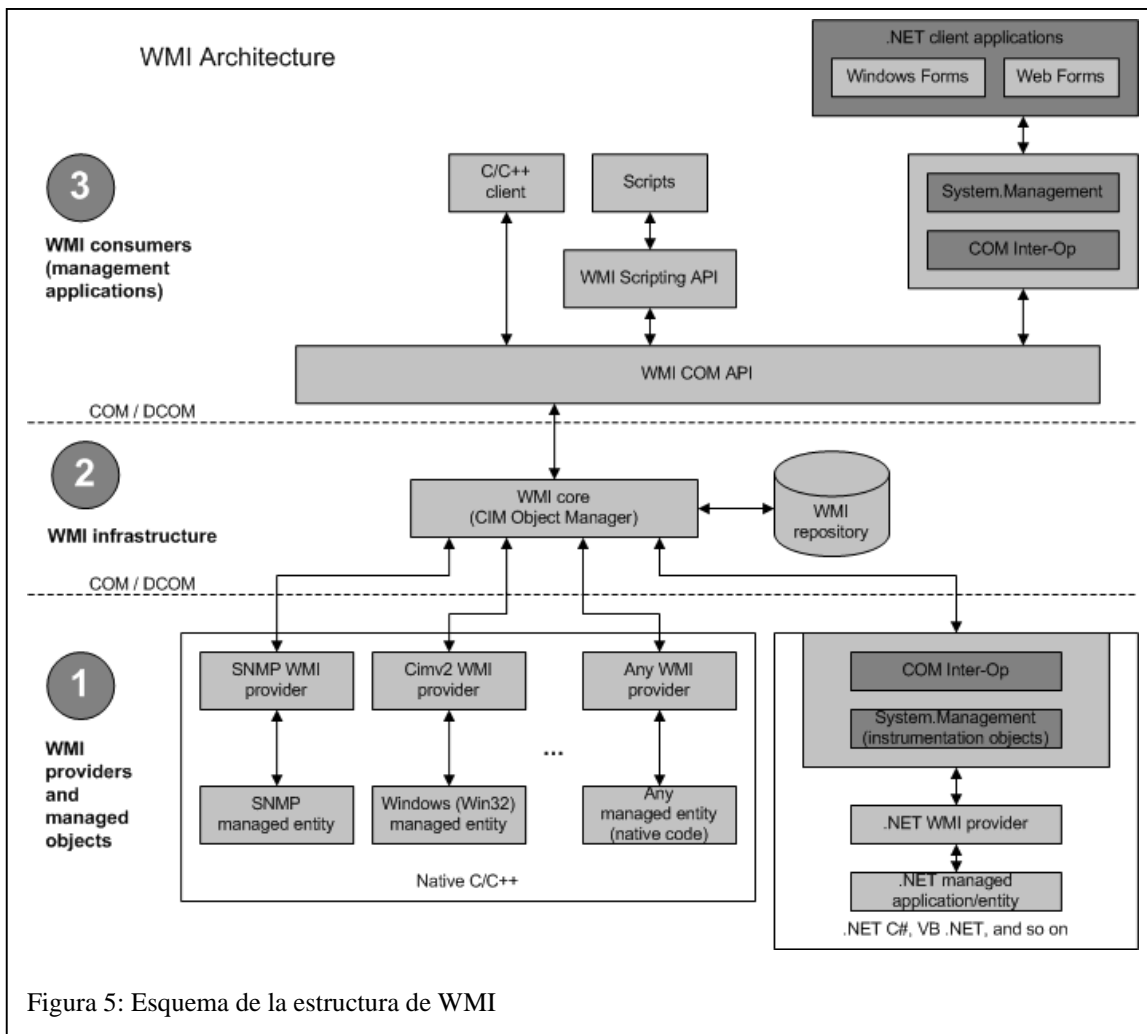 WMI Architecture
.NET client applications
Windows Forms
Web Forms
3
WMI consumers
(management
applications)
C/C++
client
Scripts
System.Management
COM Inter-Op
WMI Scripting API
WMI COM API
COM / DCOM
2
WMI infrastructure
WMI core
(CIM Object Manager)
WMI
repository
COM / DCOM
1
WMI
providers
and
managed
objects
SNMP WMI
provider
Cimv2 WMI
provider
Any WMI
provider
...
SNMP
managed entity
Windows (Win32)
managed entity
Any
managed entity
(native code)
Native C/C++
COM Inter-Op
System.Management
(instrumentation objects)
.NET WMI provider
.NET managed
application/entity
.NET C#, VB .NET, and so on
Figura 5: Esquema de la estructura de WMI